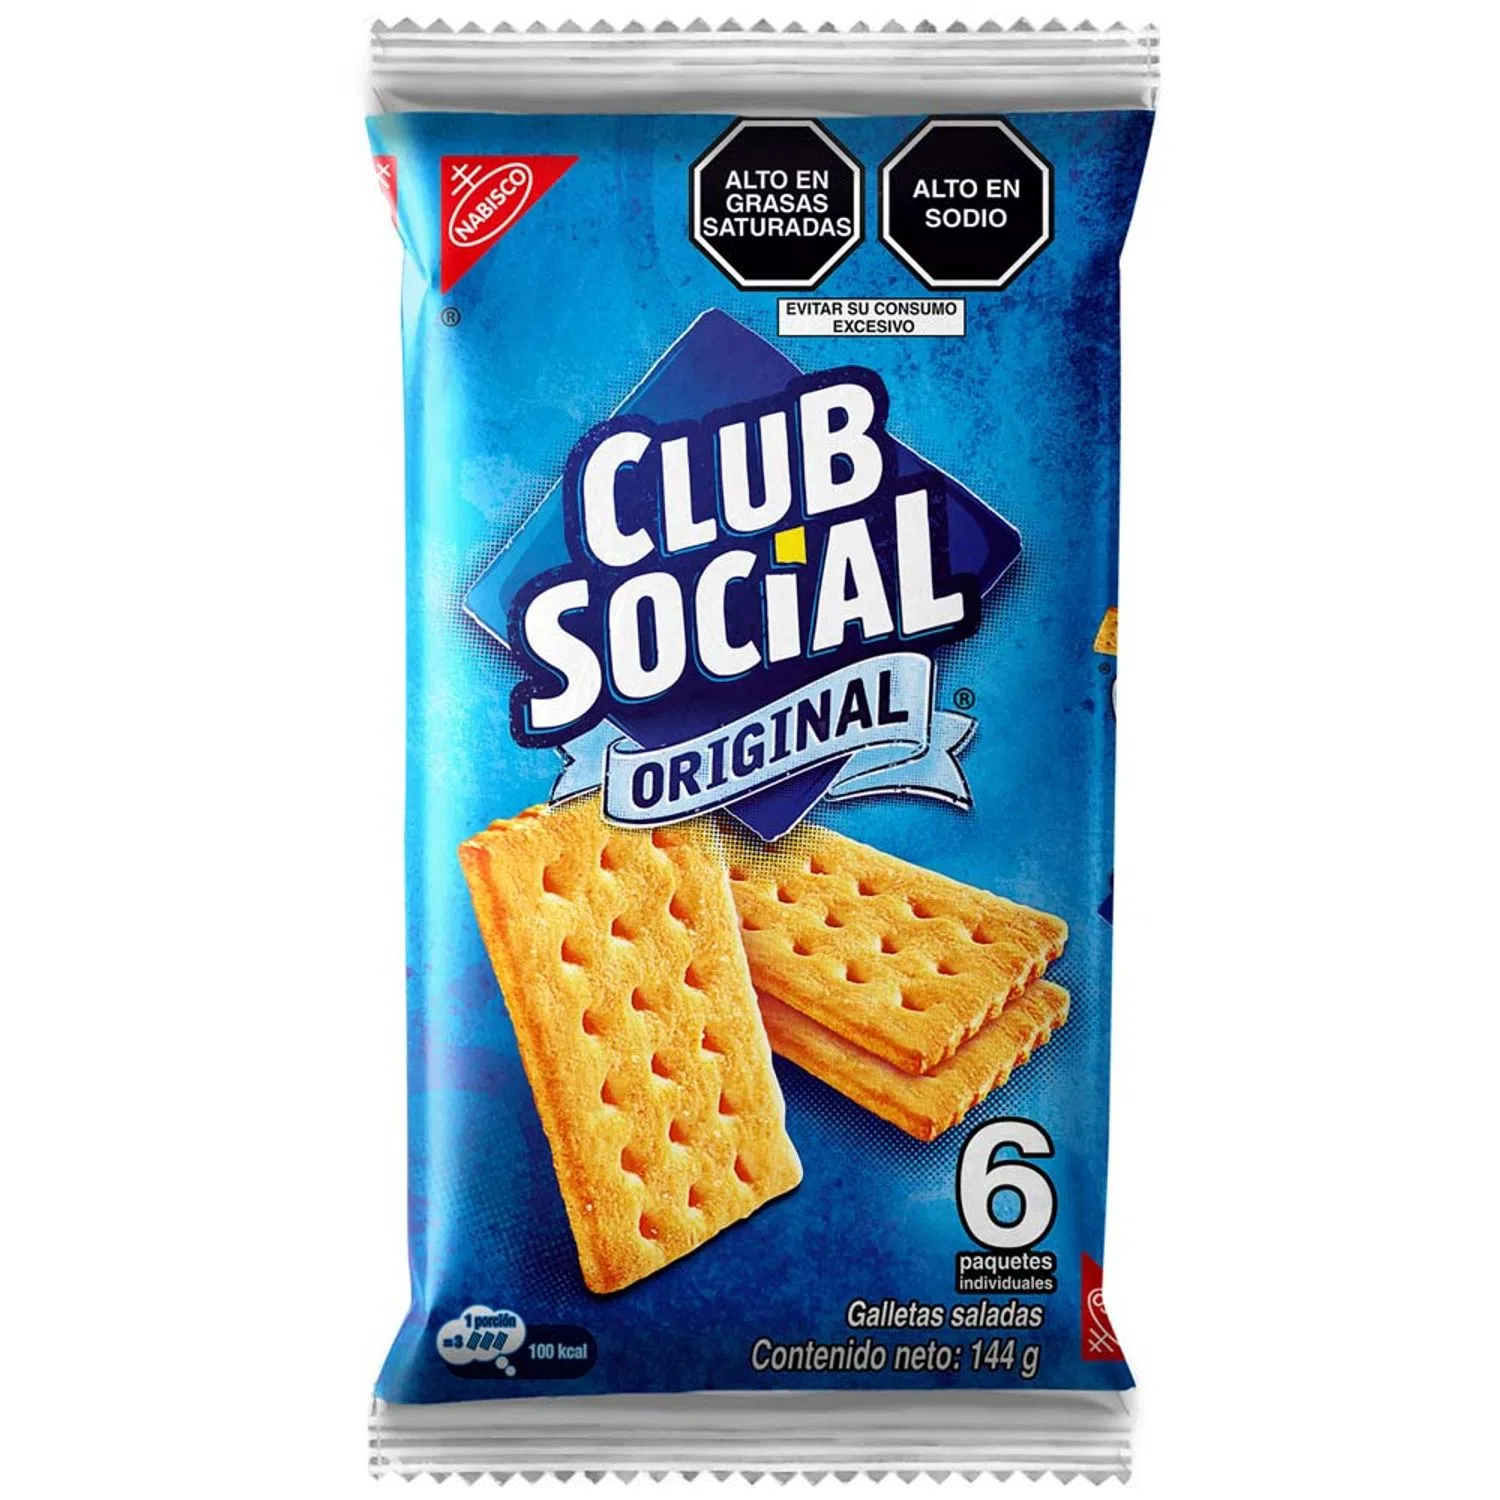 NABISCO
®
ALTO EN
GRASAS
SATURADAS
ALTO EN
SODIO
EVITAR SU CONSUMO
EXCESIVO
CLUB
SOCiAL
ORIGINAL
®
6
paquetes
individuales
Galletas saladas
Contenido neto: 144 g
1 porción
=3
100 kcal